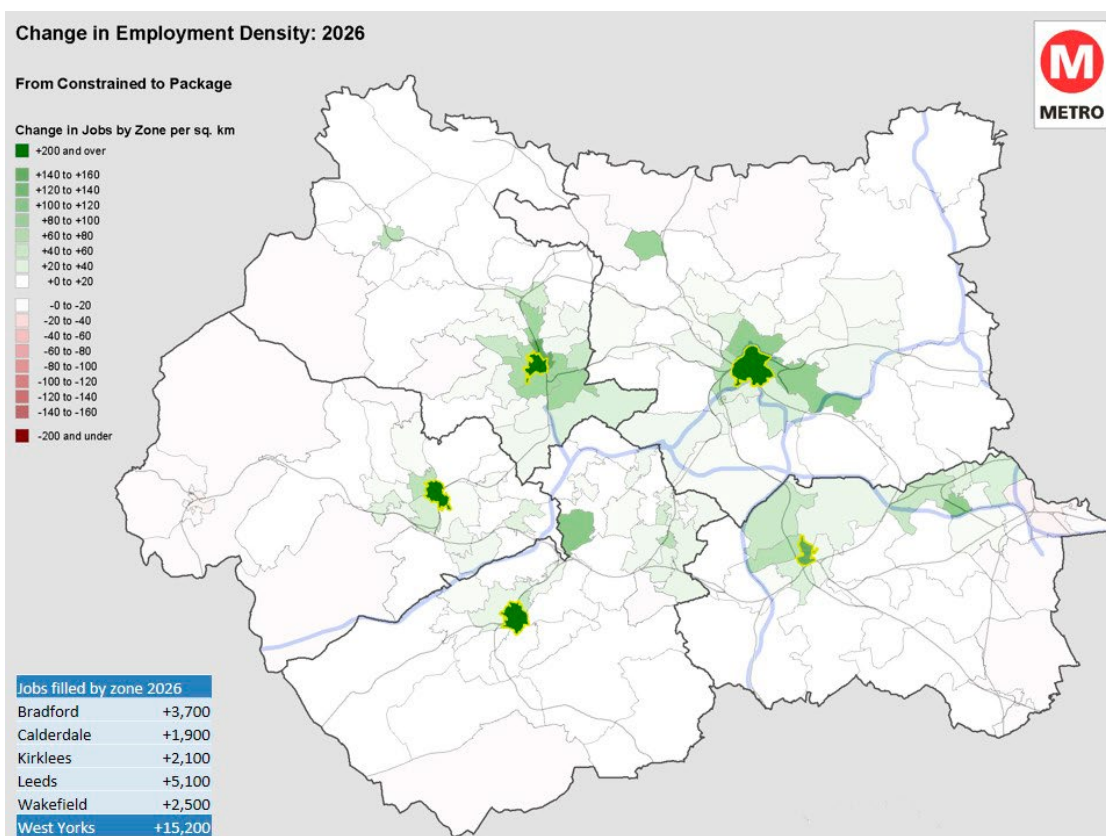 Change in Employment Density: 2026
From Constrained to Package
Change in Jobs by Zone per sq. km
+200 and over
+140 to +160
+120 to +140
+100 to +120
+80 to +100
+60 to +80
+40 to +60
+20 to +40
+0 to +20
-0 to -20
-20 to -40
-40 to -60
-60 to -80
-80 to -100
-100 to -120
-120 to -140
-140 to -160
-200 and under
M
METRO
Jobs filled by zone 2026
Bradford +3,700
Calderdale +1,900
Kirklees +2,100
Leeds +5,100
Wakefield +2,500
West Yorks +15,200